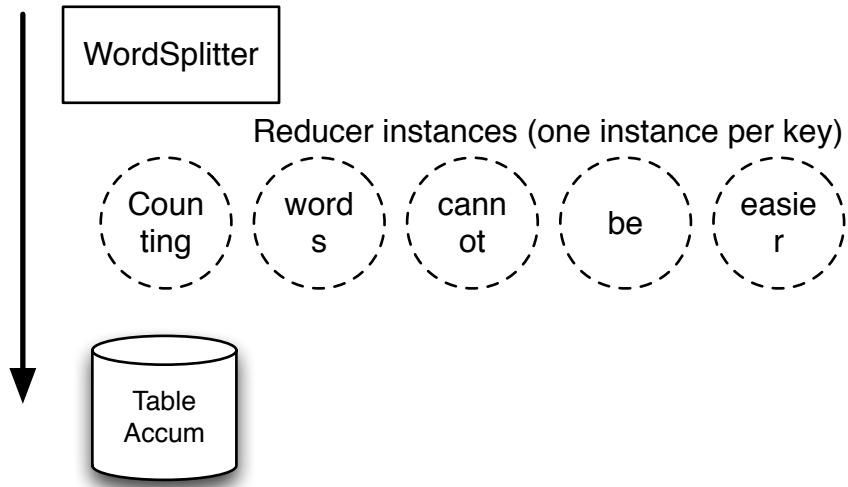 WordSplitter
Reducer instances (one instance per key)
Coun
ting
word
s
cann
ot
be
easie
r
Table
Accum